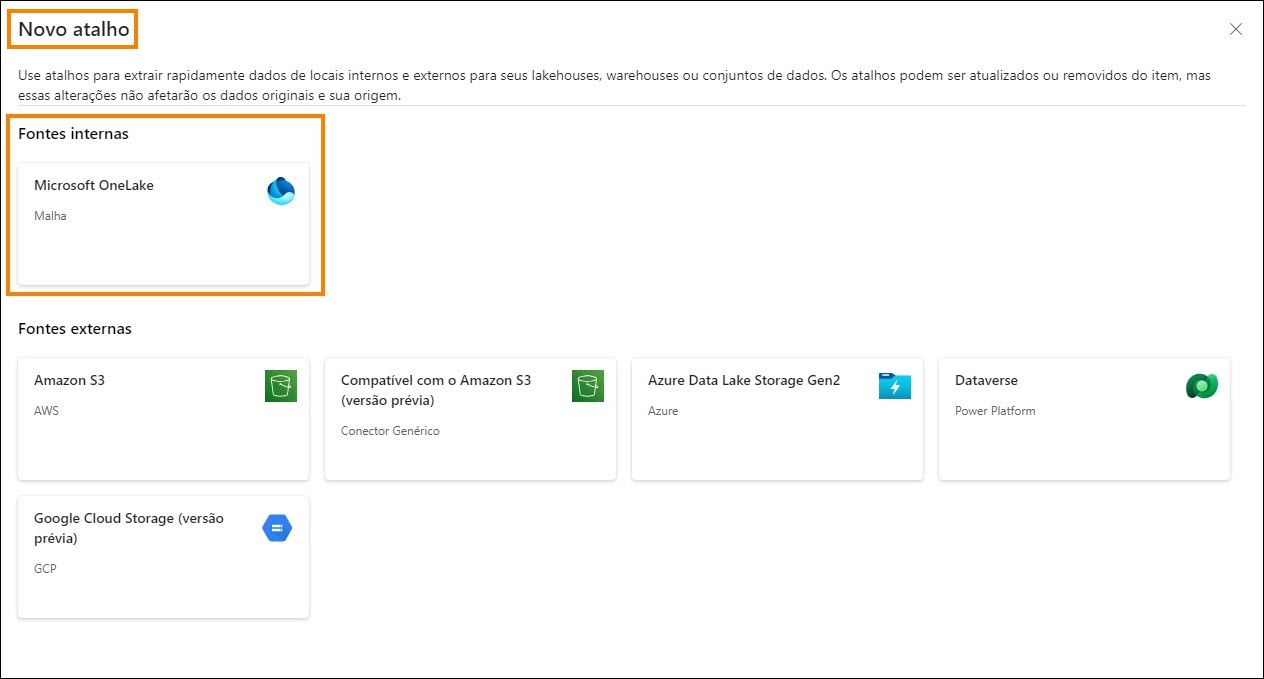 Novo atalho
Use atalhos para extrair rapidamente dados de locais internos e externos para seus lakehouses, warehouses ou conjuntos de dados. Os atalhos podem ser atualizados ou removidos do item, mas
essas alterações não afetarão os dados originais e sua origem.
Fontes internas
Microsoft OneLake
Malha
Fontes externas
Amazon S3
AWS
Compatível com o Amazon S3
(versão prévia)
Conector Genérico
Azure Data Lake Storage Gen2
Azure
Dataverse
Power Platform
Google Cloud Storage (versão
prévia)
GCP